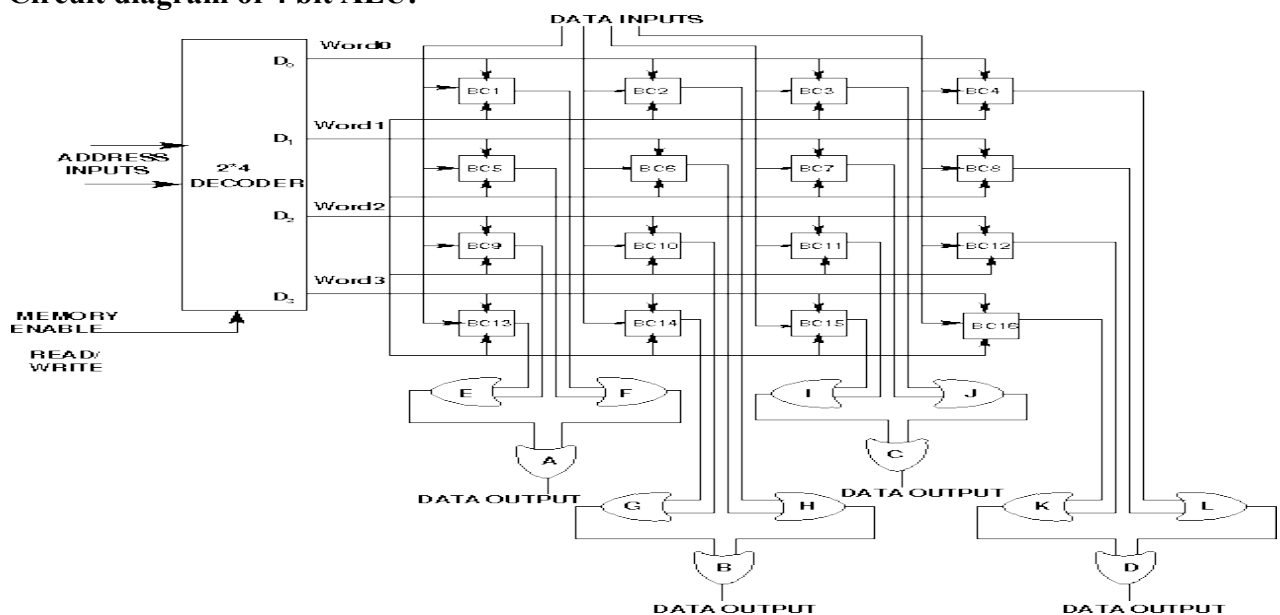 Circuit diagram of 4 bit ALU:
DATA INPUTS
Word0
D0
BC1 BC2 BC3 BC4
Word1
D1
ADDRESS
INPUTS
2*4
DECODER
BC5 BC6 BC7 BC8
Word2
D2
BC9 BC10 BC11 BC12
Word3
D3
MEMORY
ENABLE
BC13 BC14 BC15 BC16
READ/
WRITE
E F I J
A C
DATA OUTPUT DATA OUTPUT
G H K L
B D
DATA OUTPUT DATA OUTPUT